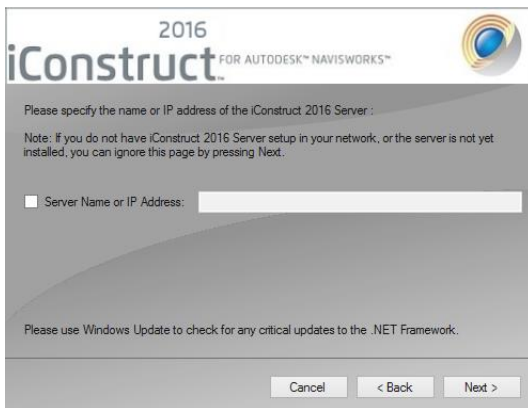 2016
iConstruct™ FOR AUTODESK™ NAVISWORKS™
Please specify the name or IP address of the iConstruct 2016 Server :
Note: If you do not have iConstruct 2016 Server setup in your network, or the server is not yet
installed, you can ignore this page by pressing Next.
Server Name or IP Address:
Please use Windows Update to check for any critical updates to the .NET Framework.
Cancel < Back Next >